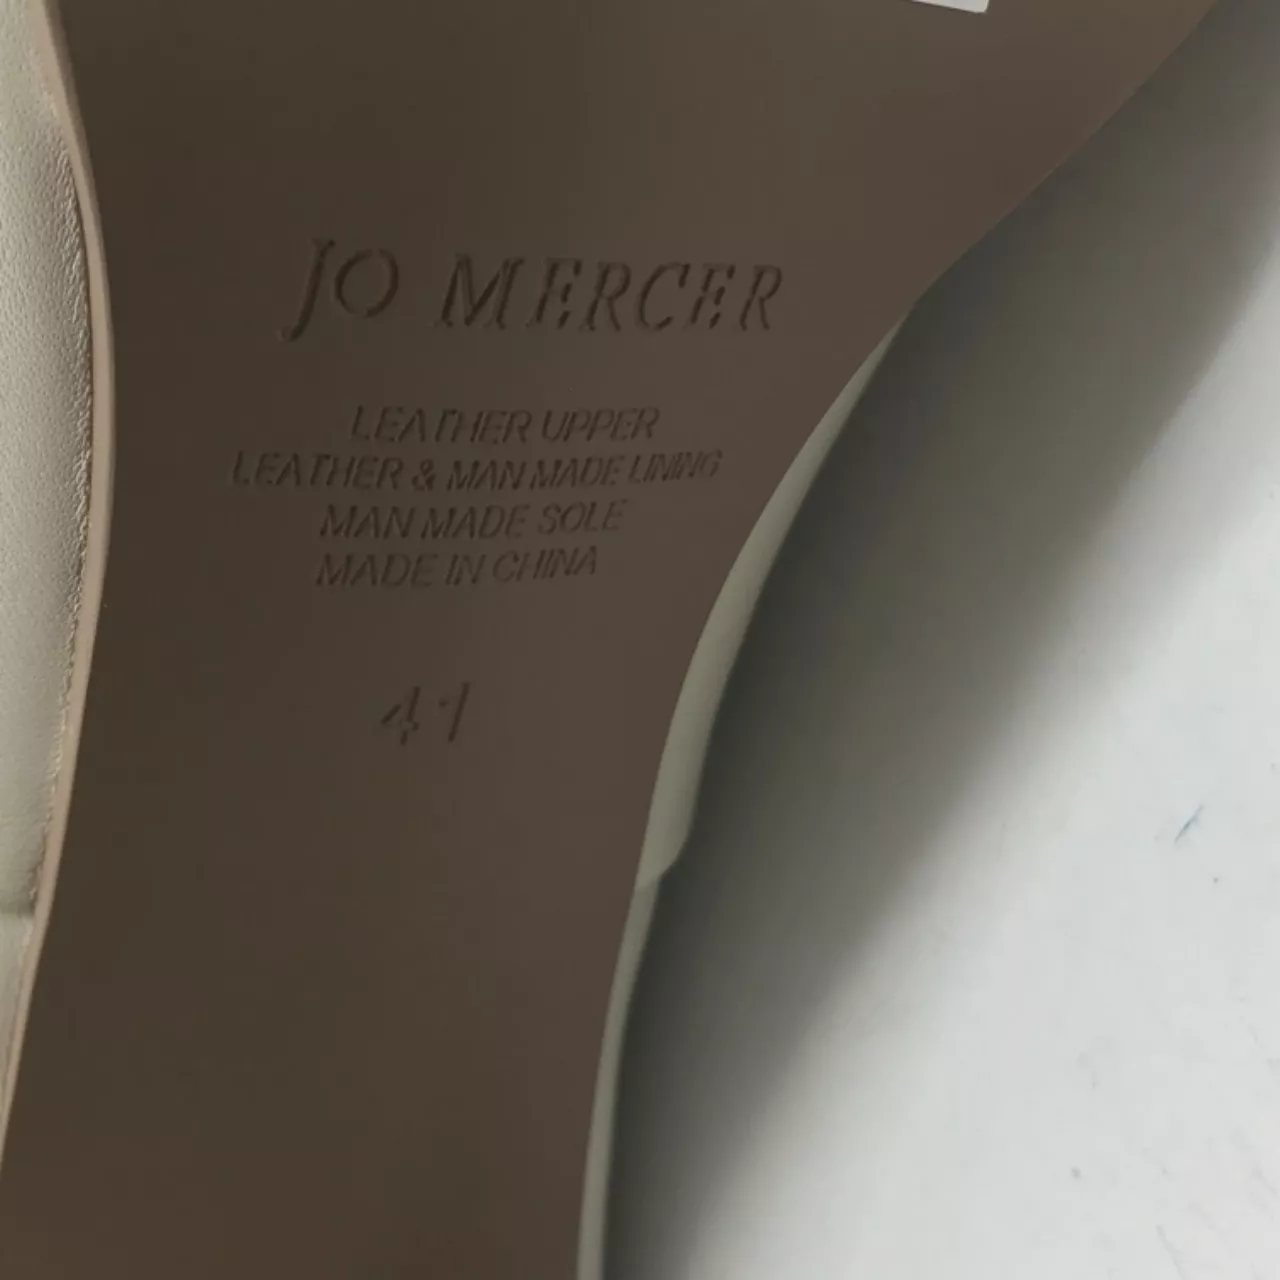 JO MERCER
LEATHER UPPER
LEATHER & MAN MADE LINING
MAN MADE SOLE
MADE IN CHINA
41